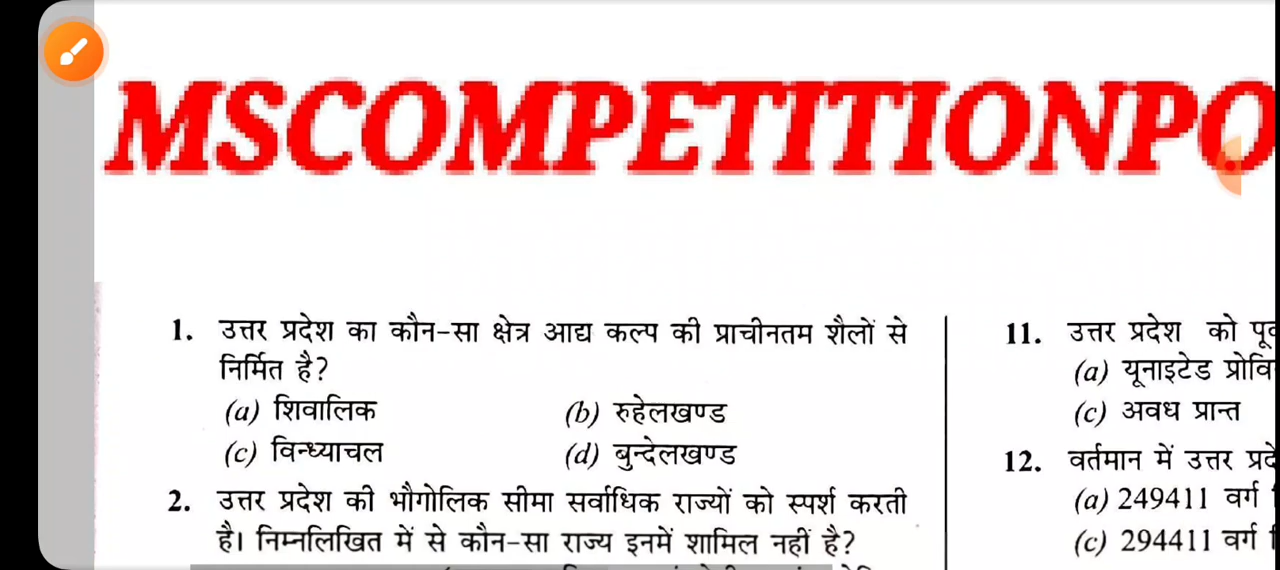 MSCOMPETITIONPO
1. उत्तर प्रदेश का कौन-सा क्षेत्र आद्य कल्प की प्राचीनतम शैलों से
निर्मित है?
(a) शिवालिक (b) रुहेलखण्ड
(c) विन्ध्याचल (d) बुन्देलखण्ड
2. उत्तर प्रदेश की भौगोलिक सीमा सर्वाधिक राज्यों को स्पर्श करती
है। निम्नलिखित में से कौन-सा राज्य इनमें शामिल नहीं है?
11. उत्तर प्रदेश को
(a) यूनाइटेड
(c) अवध प्रान्त
12. वर्तमान में उत्तर
(a) 249411 वर्ग
(c) 294411 वर्ग